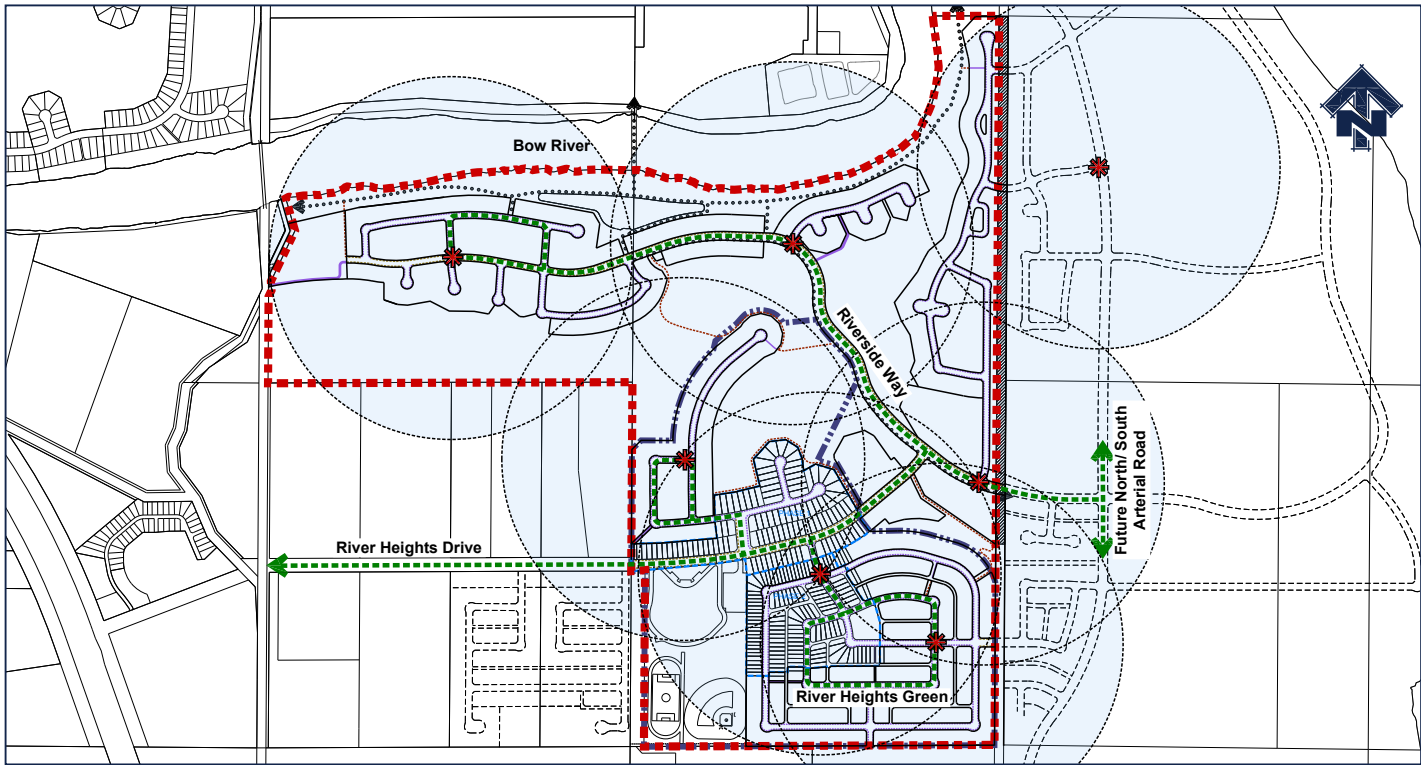 Bow River
Riverside Way
Future North/ South
Arterial Road
River Heights Drive
River Heights Green
N